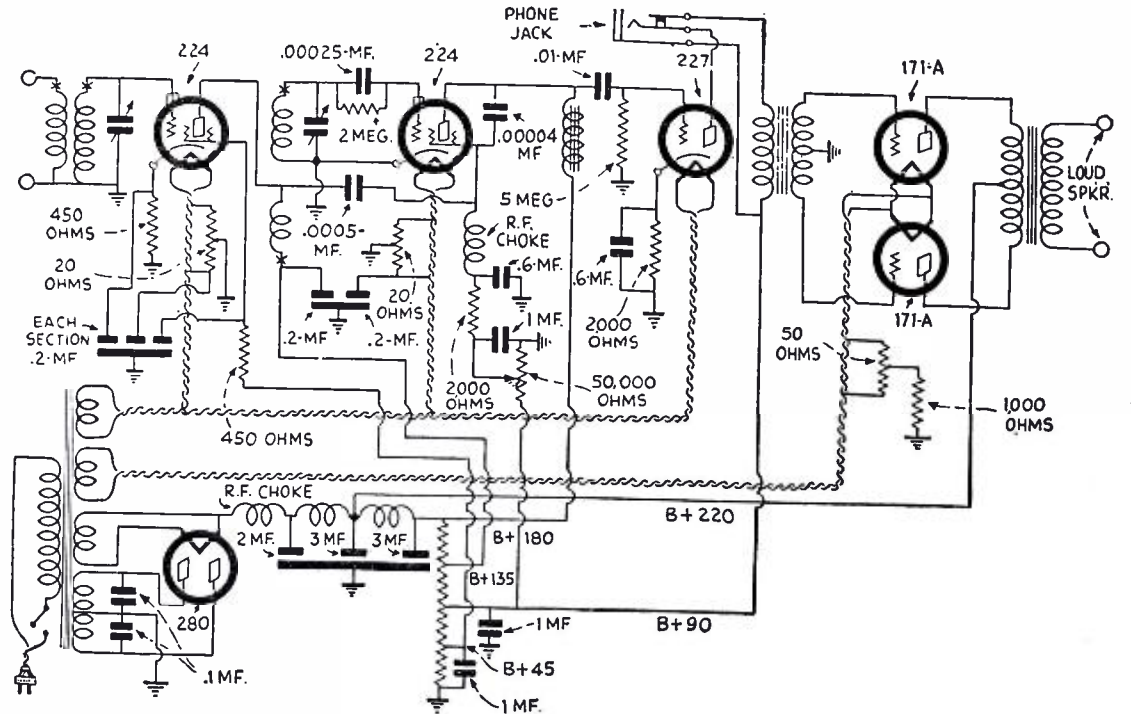 PHONE
JACK
224
.00025-MF.
224
.01-MF
227
171-A
2 MEG.
.00004
MF
LOUD
SPKR.
450
OHMS
5 MEG
R.F.
CHOKE
.0005-
MF.
20
OHMS
.6-MF.
.6-MF.
20
OHMS
2000
OHMS
171-A
EACH
SECTION
.2-MF
.2-MF
.2-MF.
1 MF.
50
OHMS
2000
OHMS
50,000
OHMS
1,000
OHMS
450 OHMS
R.F. CHOKE
B+220
2 MF.
3 MF.
3 MF.
B+180
B+135
280
1 MF
B+90
B+45
.1 MF.
1 MF.